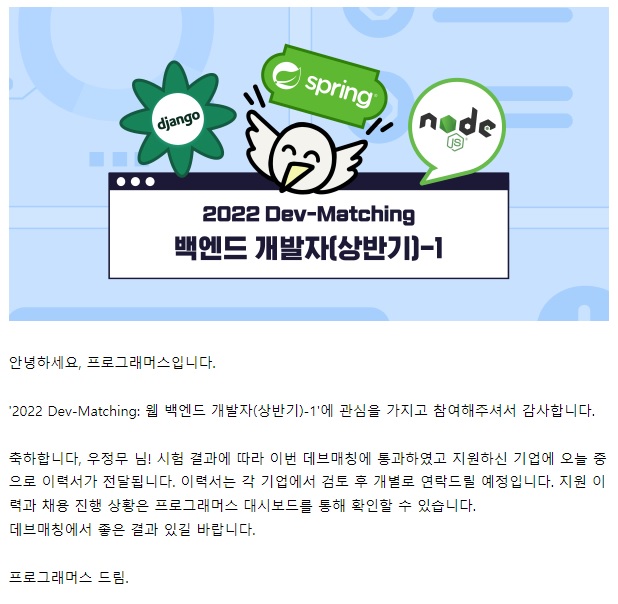 django
spring
node
JS
2022 Dev-Matching
백엔드 개발자(상반기)-1
안녕하세요, 프로그래머스입니다.
'2022 Dev-Matching: 웹 백엔드 개발자(상반기)-1'에 관심을 가지고 참여해주셔서 감사합니다.
축하합니다, 우정무 님! 시험 결과에 따라 이번 데브매칭에 통과하였고 지원하신 기업에 오늘 중
으로 이력서가 전달됩니다. 이력서는 각 기업에서 검토 후 개별로 연락드릴 예정입니다. 지원 이
력과 채용 진행 상황은 프로그래머스 대시보드를 통해 확인할 수 있습니다.
데브매칭에서 좋은 결과 있길 바랍니다.
프로그래머스 드림.